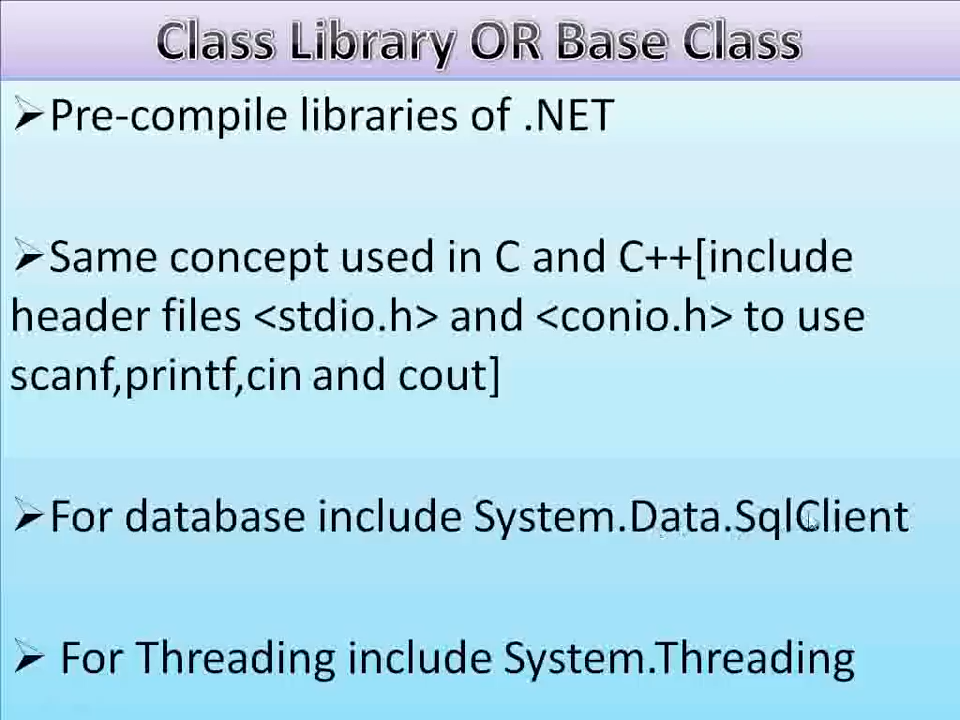 Class Library OR Base Class
➢Pre-compile libraries of .NET
➢Same concept used in C and C++[include
header files <stdio.h> and <conio.h> to use
scanf,printf,cin and cout]
➢For database include System.Data.SqlClient
➢ For Threading include System.Threading